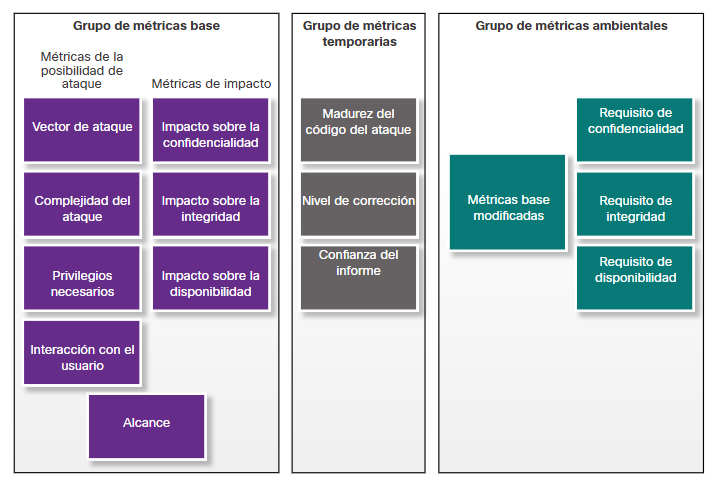 Grupo de métricas base
Métricas de la
posibilidad de
ataque
Métricas de impacto
Vector de ataque
Impacto sobre la
confidencialidad
Complejidad del
ataque
Impacto sobre la
integridad
Privilegios
necesarios
Impacto sobre la
disponibilidad
Interacción con el
usuario
Alcance
Grupo de métricas
temporarias
Madurez del
código del ataque
Nivel de corrección
Confianza del
informe
Grupo de métricas ambientales
Métricas base
modificadas
Requisito de
confidencialidad
Requisito de
integridad
Requisito de
disponibilidad